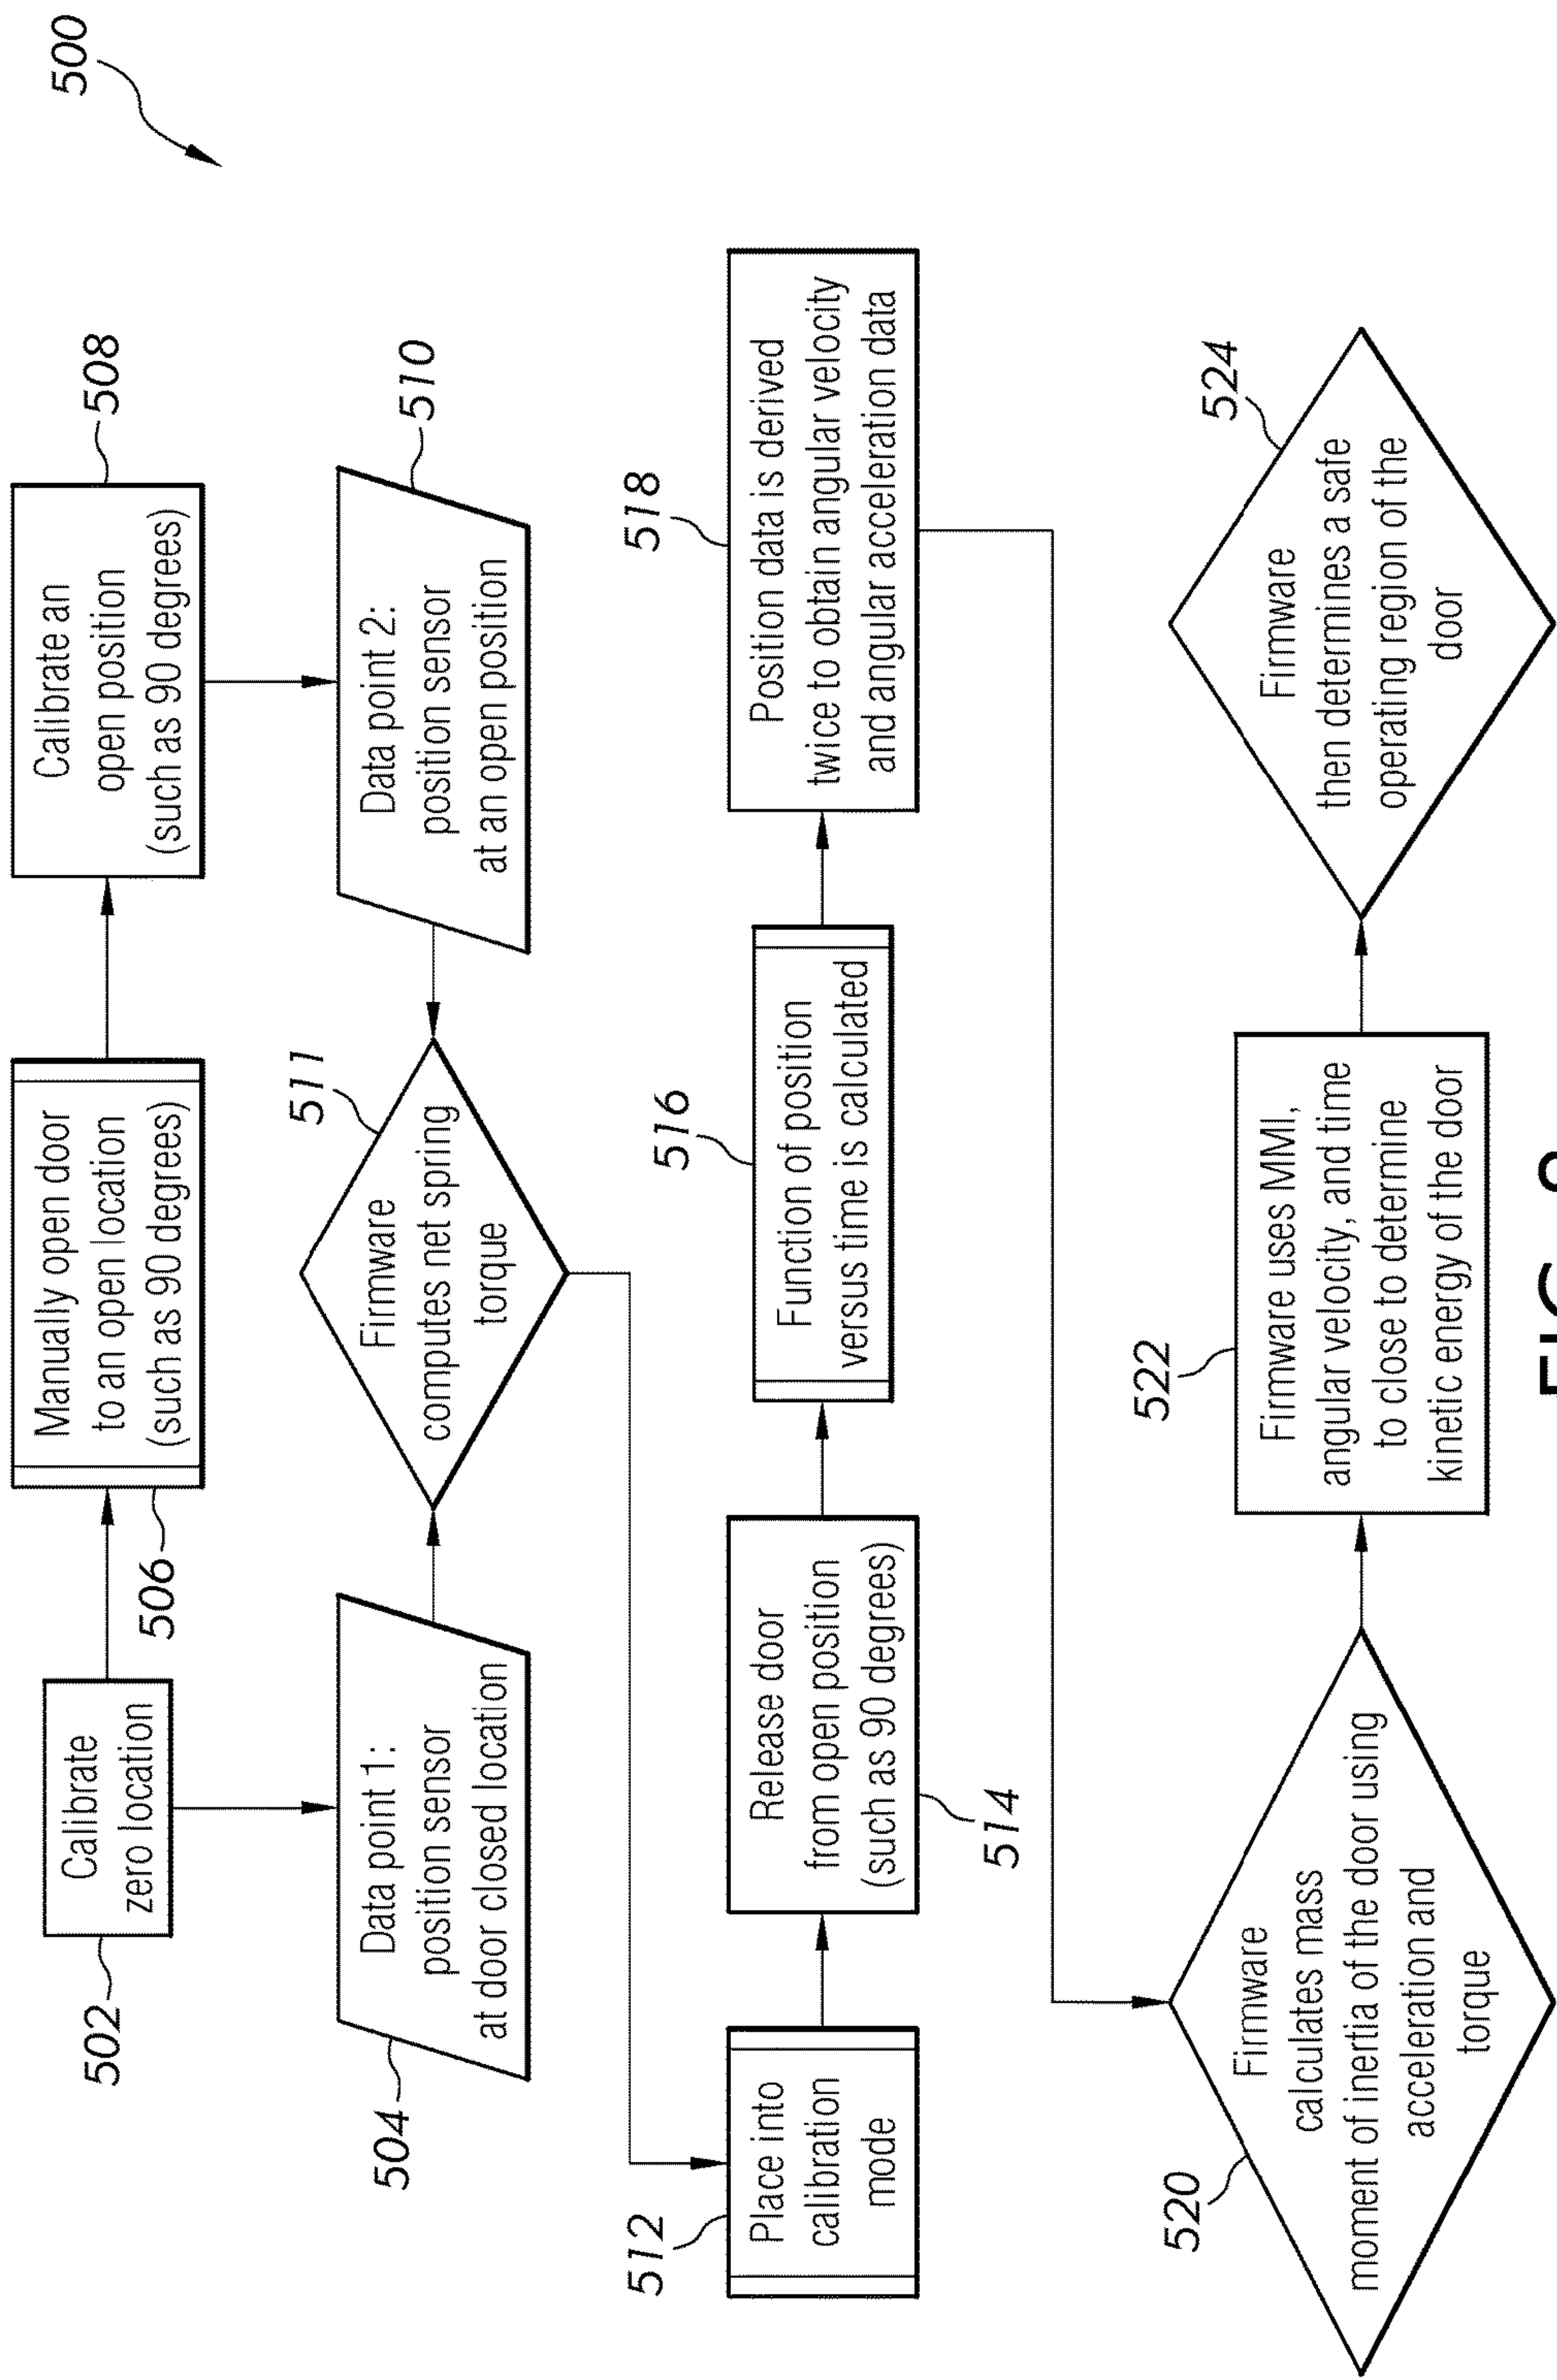 500
502
Calibrate
zero location
506
Manually open door
to an open location
(such as 90 degrees)
508
Calibrate an
open position
(such as 90 degrees)
504
Data point 1:
position sensor
at door closed location
511
Firmware
computes net spring
torque
510
Data point 2:
position sensor
at an open position
512
Place into
calibration
mode
514
Release door
from open position
(such as 90 degrees)
516
Function of position
versus time is calculated
518
Position data is derived
twice to obtain angular velocity
and angular acceleration data
520
Firmware
calculates mass
moment of inertia of the door using
acceleration and
torque
522
Firmware uses MMI,
angular velocity, and time
to close to determine
kinetic energy of the door
524
Firmware
then determines a safe
operating region of the
door